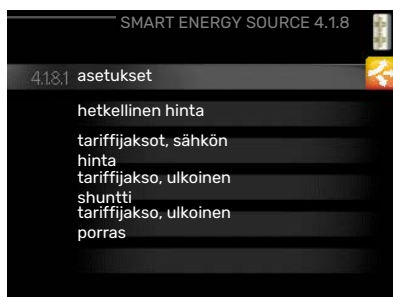 SMART ENERGY SOURCE 4.1.8
4.1.8.1 asetukset
hetkellinen hinta
tariffijaksot, sähkön
hinta
tariffijakso, ulkoinen
shuntti
tariffijakso, ulkoinen
porras